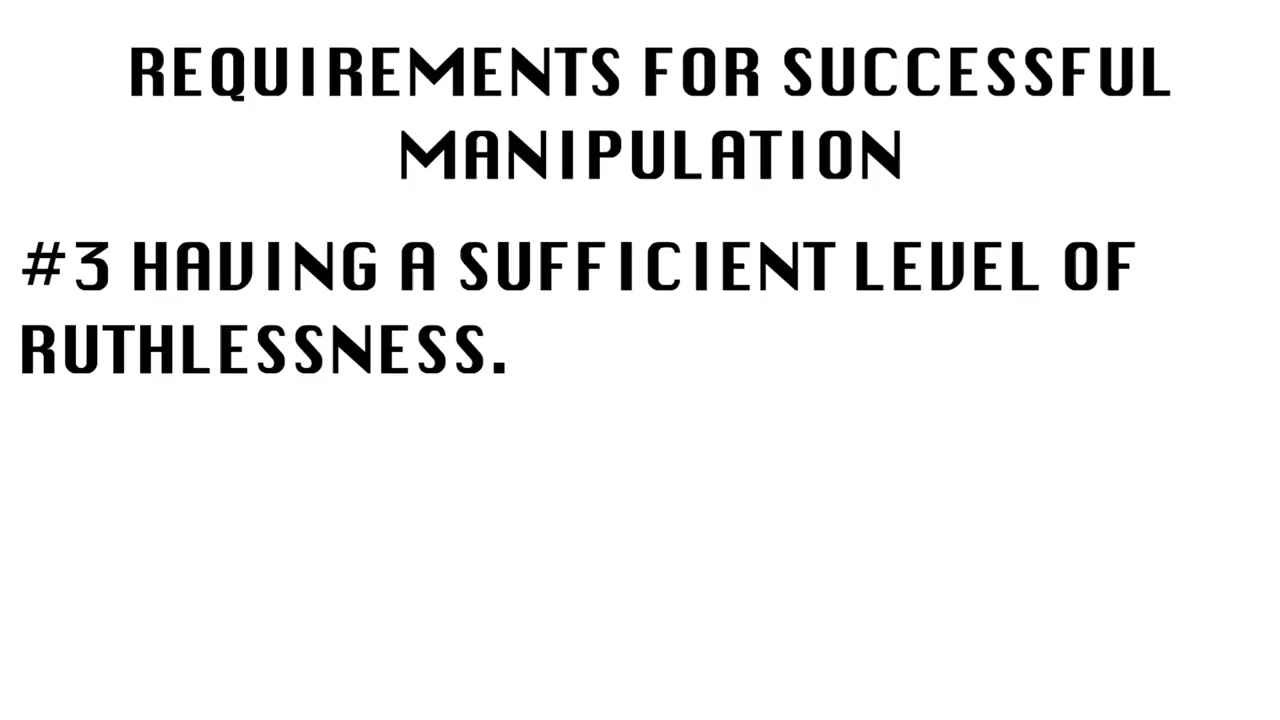 REQUIREMENTS FOR SUCCESSFUL
MANIPULATION
#3 HAVING A SUFFICIENT LEVEL OF
RUTHLESSNESS.